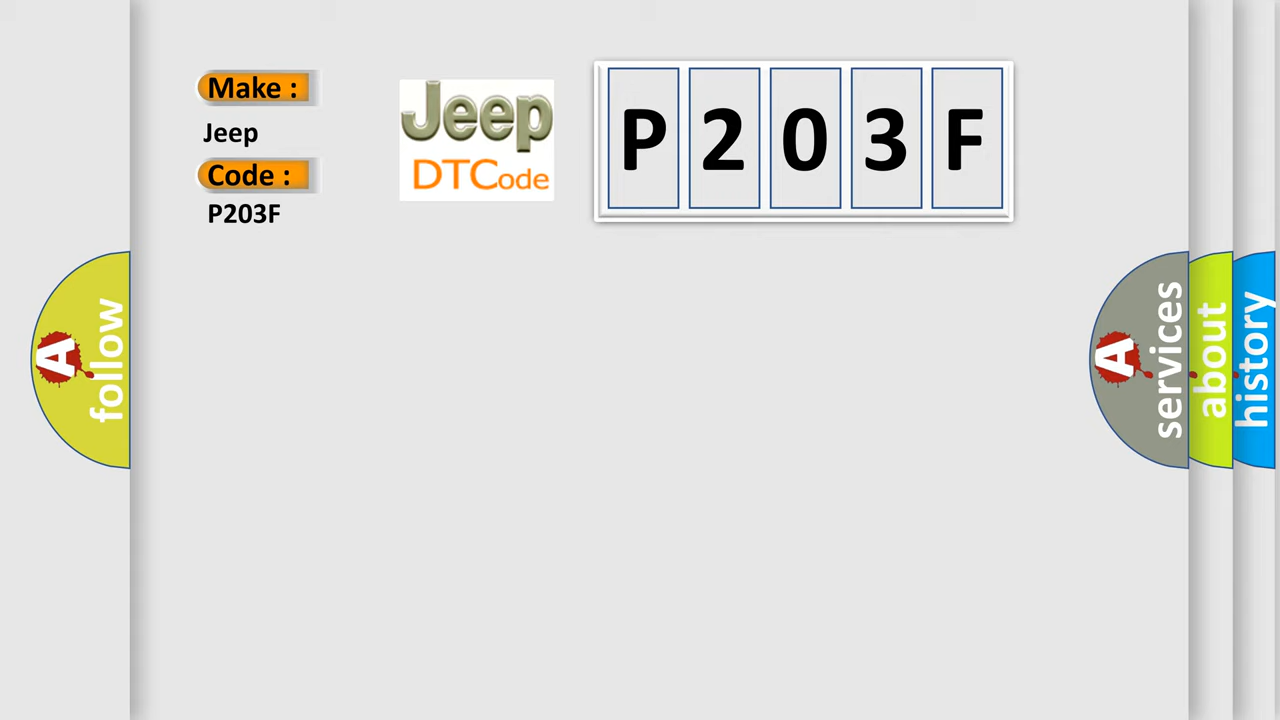 Make :
Jeep
Code :
P203F
Jeep
DTCode
P 2 0 3 F
A follow
A services
about
history